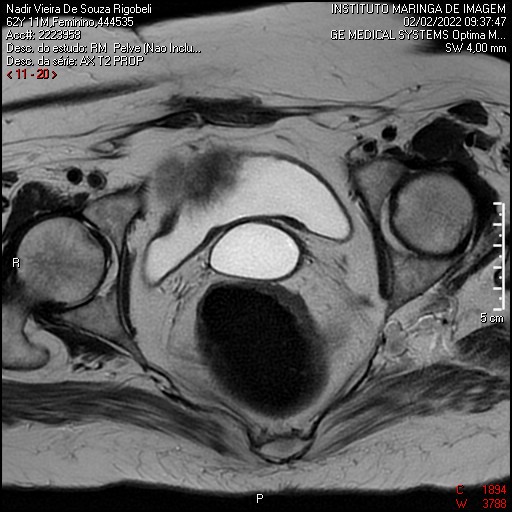 Nadir Vieira De Souza Rigobeli
62Y 11M,Feminino,444535
Acc#: 2223953
Desc. do estudo: RM Pelve (Nao Inclu...
Desc. da série: AX T2 PROP
< 11 - 20 >
INSTITUTO MARINGA DE IMAGEM
02/02/2022 09:37:47
GE MEDICAL SYSTEMS Optima M...
SW 4,00 mm
R
5 cm
P
C 1894
W 3788